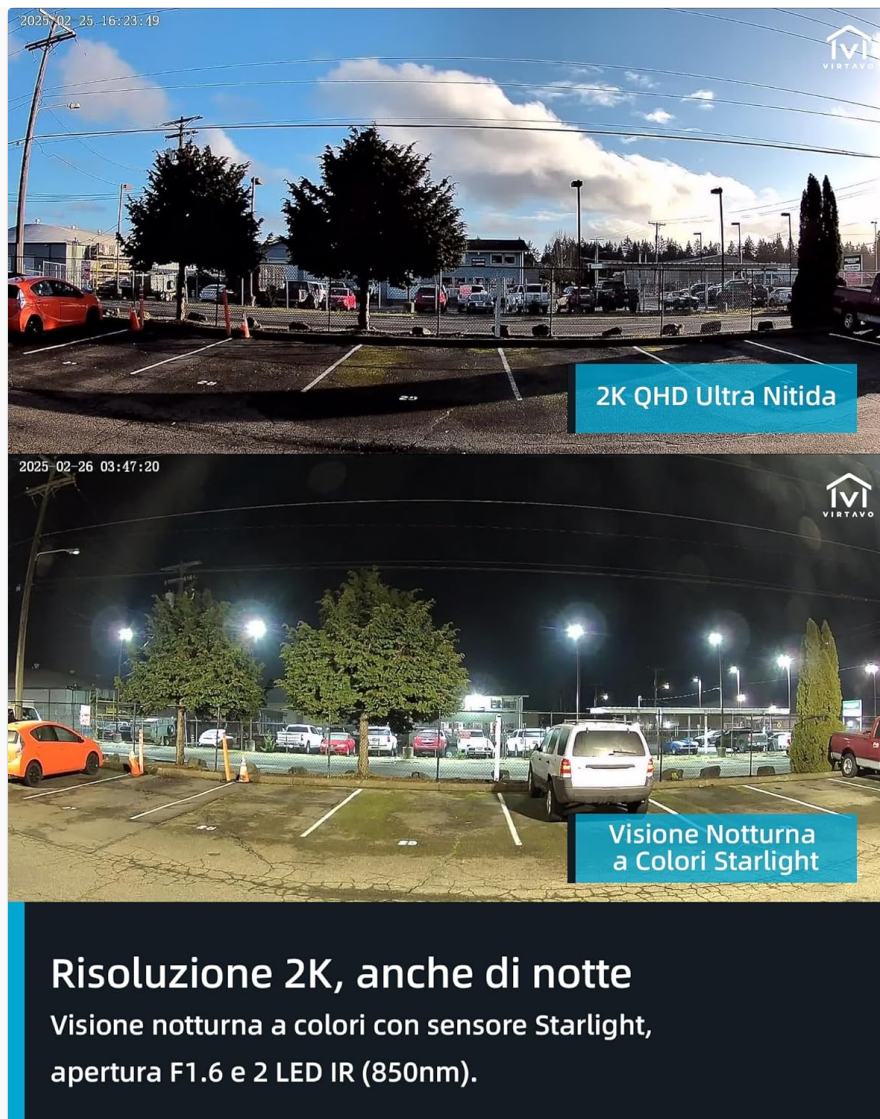 2025-02-25 16:23:49
VIRTAVO
2K QHD Ultra Nitida
2025-02-26 03:47:20
VIRTAVO
Visione Notturna
a Colori Starlight
Risoluzione 2K, anche di notte
Visione notturna a colori con sensore Starlight,
apertura F1.6 e 2 LED IR (850nm).